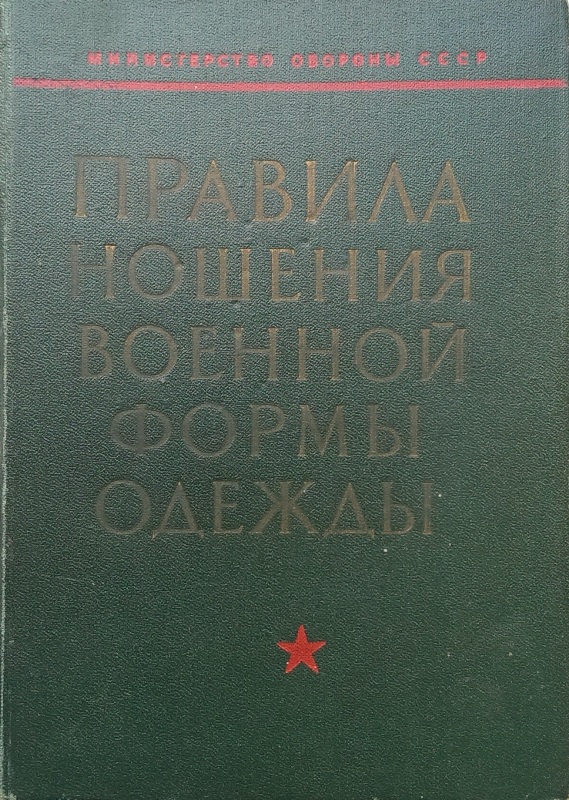 МИНИСТЕРСТВО ОБОРОНЫ СССР
ПРАВИЛА
НОШЕНИЯ
ВОЕННОЙ
ФОРМЫ
ОДЕЖДЫ